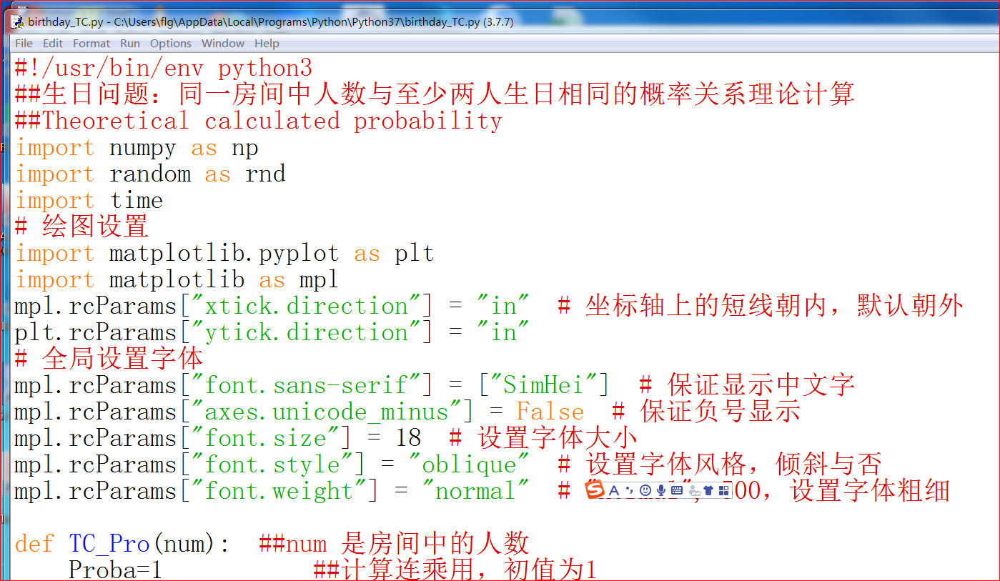 birthday_TC.py - C:\Users\flg\AppData\Local\Programs\Python\Python37\birthday_TC.py (3.7.7)
File Edit Format Run Options Window Help
#!/usr/bin/env python3
##生日问题：同一房间中人数与至少两人生日相同的概率关系理论计算
##Theoretical calculated probability
import numpy as np
import random as rnd
import time
# 绘图设置
import matplotlib.pyplot as plt
import matplotlib as mpl
mpl.rcParams["xtick.direction"] = "in"  # 坐标轴上的短线朝内，默认朝外
plt.rcParams["ytick.direction"] = "in"
# 全局设置字体
mpl.rcParams["font.sans-serif"] = ["SimHei"]  # 保证显示中文字
mpl.rcParams["axes.unicode_minus"] = False  # 保证负号显示
mpl.rcParams["font.size"] = 18  # 设置字体大小
mpl.rcParams["font.style"] = "oblique"  # 设置字体风格，倾斜与否
mpl.rcParams["font.weight"] = "normal"  # 00，设置字体粗细
def TC_Pro(num):  ##num 是房间中的人数
    Proba=1           ##计算连乘用，初值为1